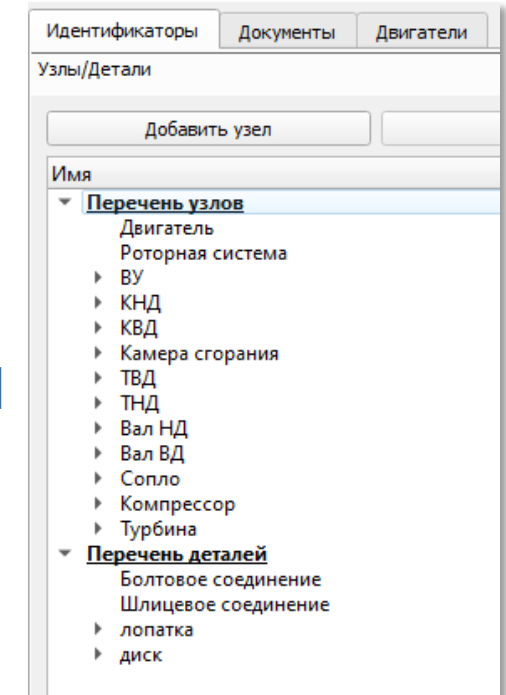 Идентификаторы Документы Двигатели
Узлы/Детали
Добавить узел
Имя
Перечень узлов
Двигатель
Роторная система
ВУ
КНД
КВД
Камера сгорания
ТВД
ТНД
Вал НД
Вал ВД
Сопло
Компрессор
Турбина
Перечень деталей
Болтовое соединение
Шлицевое соединение
лопатка
диск